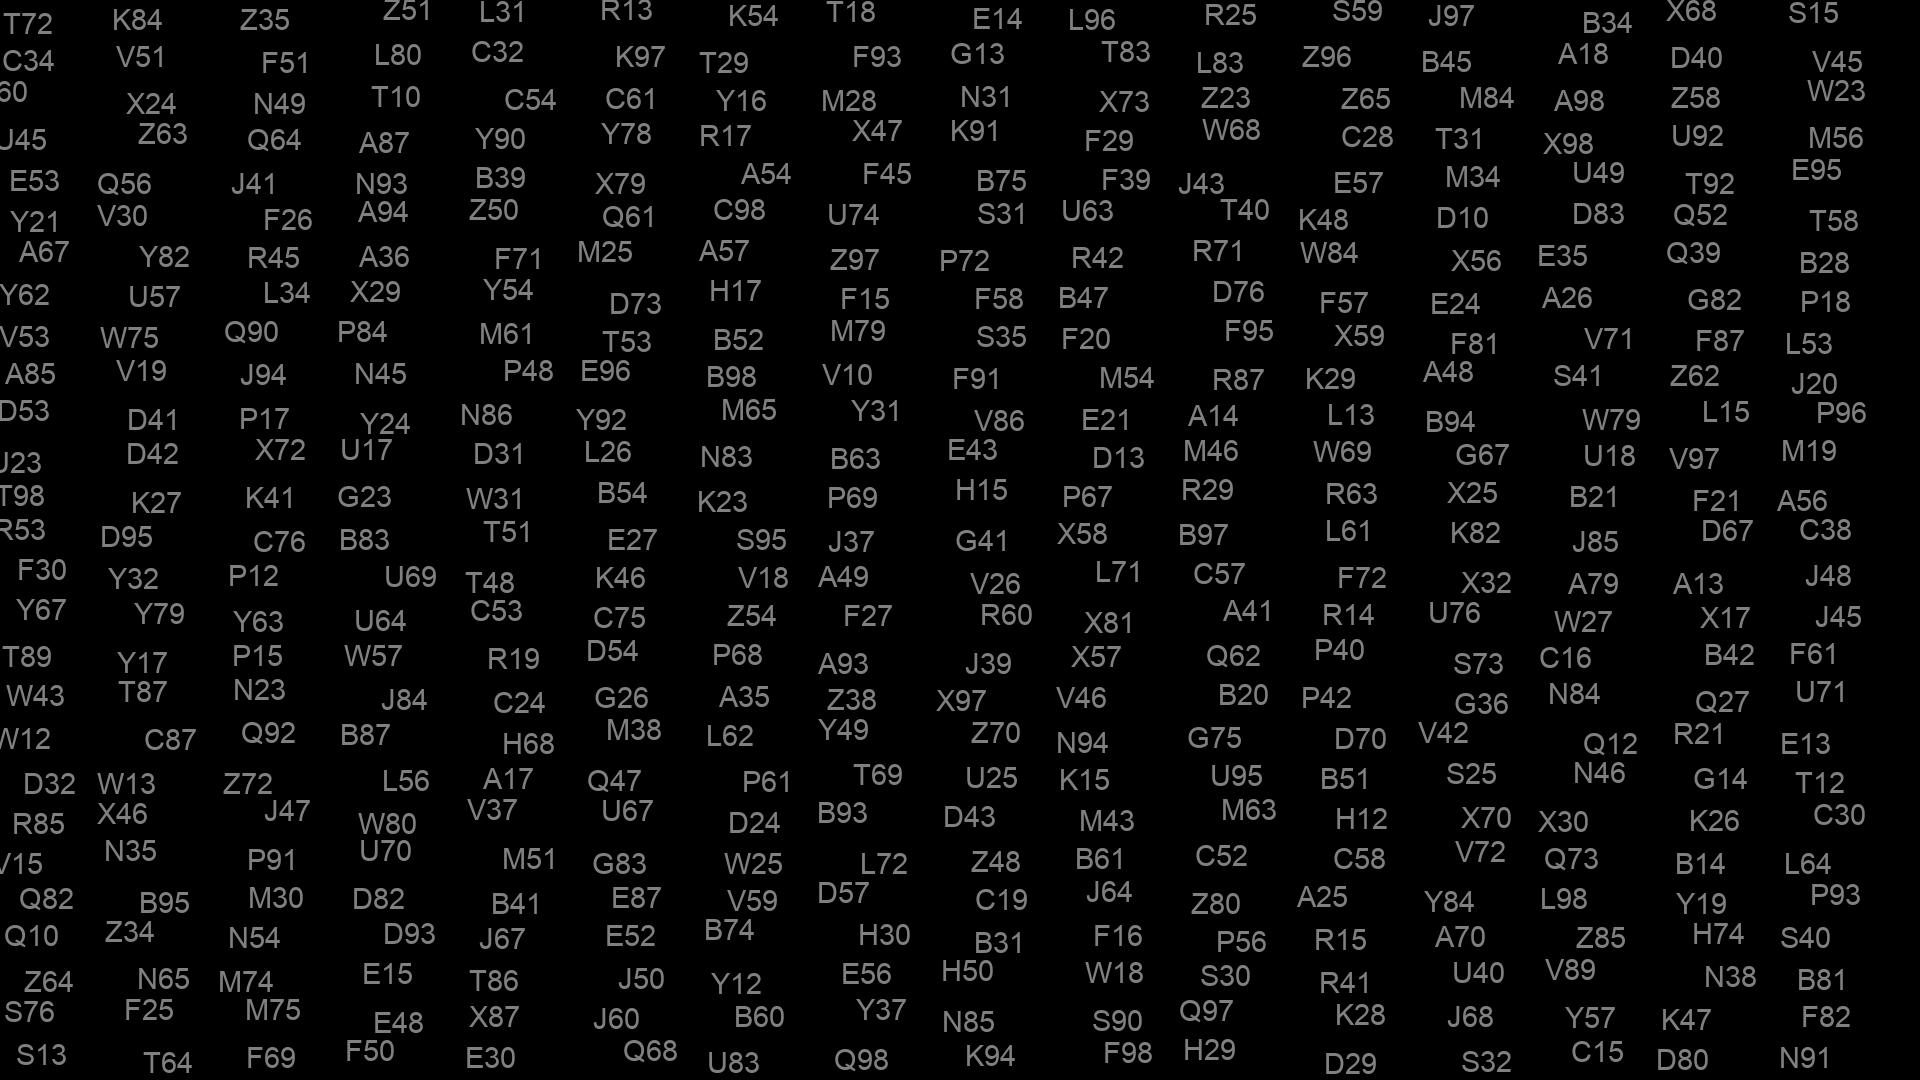 T72 K84 Z35 Z51 L31 R13 K54 T18 E14 L96 R25 S59 J97 B34 X68 S15
C34 V51 F51 L80 C32 K97 T29 F93 G13 T83 L83 Z96 B45 A18 D40 V45
60 X24 N49 T10 C54 C61 Y16 M28 N31 X73 Z23 Z65 M84 A98 Z58 W23
U45 Z63 Q64 A87 Y90 Y78 R17 X47 K91 F29 W68 C28 T31 X98 U92 M56
E53 Q56 J41 N93 B39 X79 A54 F45 B75 F39 J43 E57 M34 U49 T92 E95
Y21 V30 F26 A94 Z50 Q61 C98 U74 S31 U63 T40 K48 D10 D83 Q52 T58
A67 Y82 R45 A36 F71 M25 A57 Z97 P72 R42 R71 W84 X56 E35 Q39 B28
Y62 U57 L34 X29 Y54 D73 H17 F15 F58 B47 D76 F57 E24 A26 G82 P18
V53 W75 Q90 P84 M61 T53 B52 M79 S35 F20 F95 X59 F81 V71 F87 L53
A85 V19 J94 N45 P48 E96 B98 V10 F91 M54 R87 K29 A48 S41 Z62 J20
D53 D41 P17 Y24 N86 Y92 M65 Y31 V86 E21 A14 L13 B94 W79 L15 P96
U23 D42 X72 U17 D31 L26 N83 B63 E43 D13 M46 W69 G67 U18 V97 M19
T98 K27 K41 G23 W31 B54 K23 P69 H15 P67 R29 R63 X25 B21 F21 A56
R53 D95 C76 B83 T51 E27 S95 J37 G41 X58 B97 L61 K82 J85 D67 C38
F30 Y32 P12 U69 T48 K46 V18 A49 V26 L71 C57 F72 X32 A79 A13 J48
Y67 Y79 Y63 U64 C53 C75 Z54 F27 R60 X81 A41 R14 U76 W27 X17 J45
T89 Y17 P15 W57 R19 D54 P68 A93 J39 X57 Q62 P40 S73 C16 B42 F61
W43 T87 N23 J84 C24 G26 A35 Z38 X97 V46 B20 P42 G36 N84 Q27 U71
W12 C87 Q92 B87 H68 M38 L62 Y49 Z70 N94 G75 D70 V42 Q12 R21 E13
D32 W13 Z72 L56 A17 Q47 P61 T69 U25 K15 U95 B51 S25 N46 G14 T12
R85 X46 J47 W80 V37 U67 D24 B93 D43 M43 M63 H12 X70 X30 K26 C30
V15 N35 P91 U70 M51 G83 W25 L72 Z48 B61 C52 C58 V72 Q73 B14 L64
Q82 B95 M30 D82 B41 E87 V59 D57 C19 J64 Z80 A25 Y84 L98 Y19 P93
Q10 Z34 N54 D93 J67 E52 B74 H30 B31 F16 P56 R15 A70 Z85 H74 S40
Z64 N65 M74 E15 T86 J50 Y12 E56 H50 W18 S30 R41 U40 V89 N38 B81
S76 F25 M75 E48 X87 J60 B60 Y37 N85 S90 Q97 K28 J68 Y57 K47 F82
S13 T64 F69 F50 E30 Q68 U83 Q98 K94 F98 H29 D29 S32 C15 D80 N91